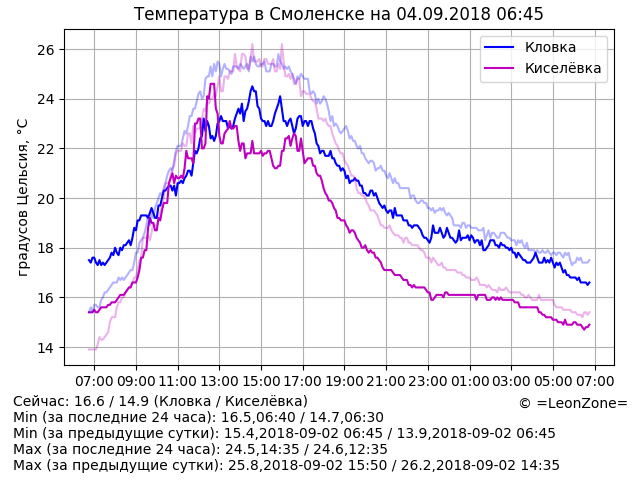 Температура в Смоленске на 04.09.2018 06:45
26
24
22
20
18
16
14
градусов Цельсия, °C
Кловка
Киселёвка
07:00 09:00 11:00 13:00 15:00 17:00 19:00 21:00 23:00 01:00 03:00 05:00 07:00
Сейчас: 16.6 / 14.9 (Кловка / Киселёвка)
© =LeonZone=
Min (за последние 24 часа): 16.5,06:40 / 14.7,06:30
Min (за предыдущие сутки): 15.4,2018-09-02 06:45 / 13.9,2018-09-02 06:45
Max (за последние 24 часа): 24.5,14:35 / 24.6,12:35
Max (за предыдущие сутки): 25.8,2018-09-02 15:50 / 26.2,2018-09-02 14:35